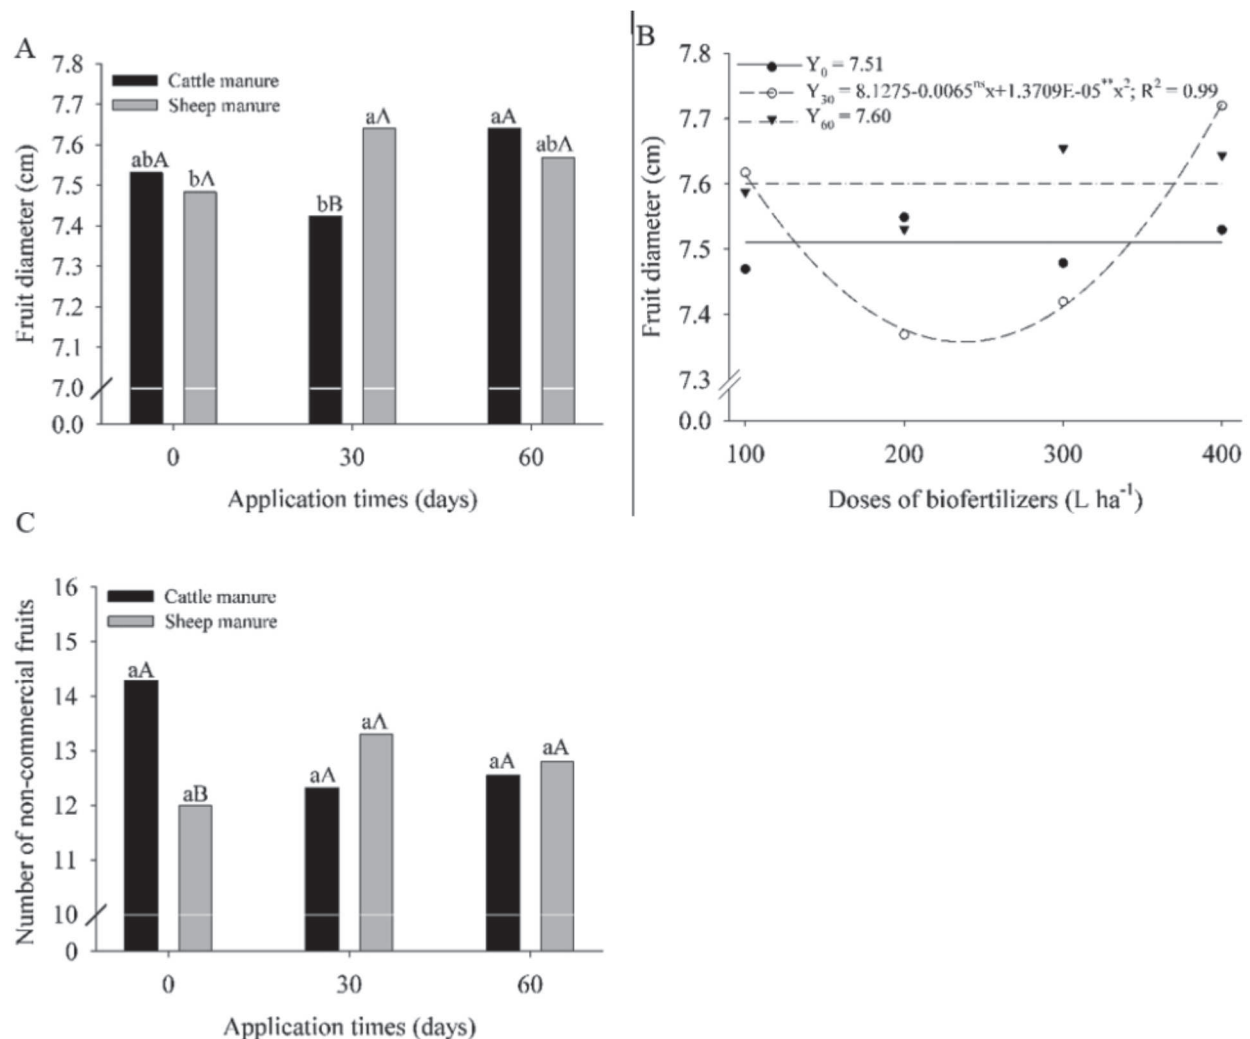 A
7.8
7.7
7.6
7.5
7.4
7.3
7.2
7.1
7.0
0.0
Fruit diameter (cm)
Cattle manure
Sheep manure
abA
bA
bB
aA
aA
abA
0
30
60
Application times (days)
B
7.8
7.7
7.6
7.5
7.4
7.3
0.0
Fruit diameter (cm)
Y₀ = 7.51
Y₃₀ = 8.1275-0.0065ⁿˢx+1.3709E-05**x²; R² = 0.99
Y₆₀ = 7.60
100
200
300
400
Doses of biofertilizers (L ha⁻¹)
C
16
15
14
13
12
11
10
0
Number of non-commercial fruits
Cattle manure
Sheep manure
aA
aB
aA
aA
aA
aA
0
30
60
Application times (days)